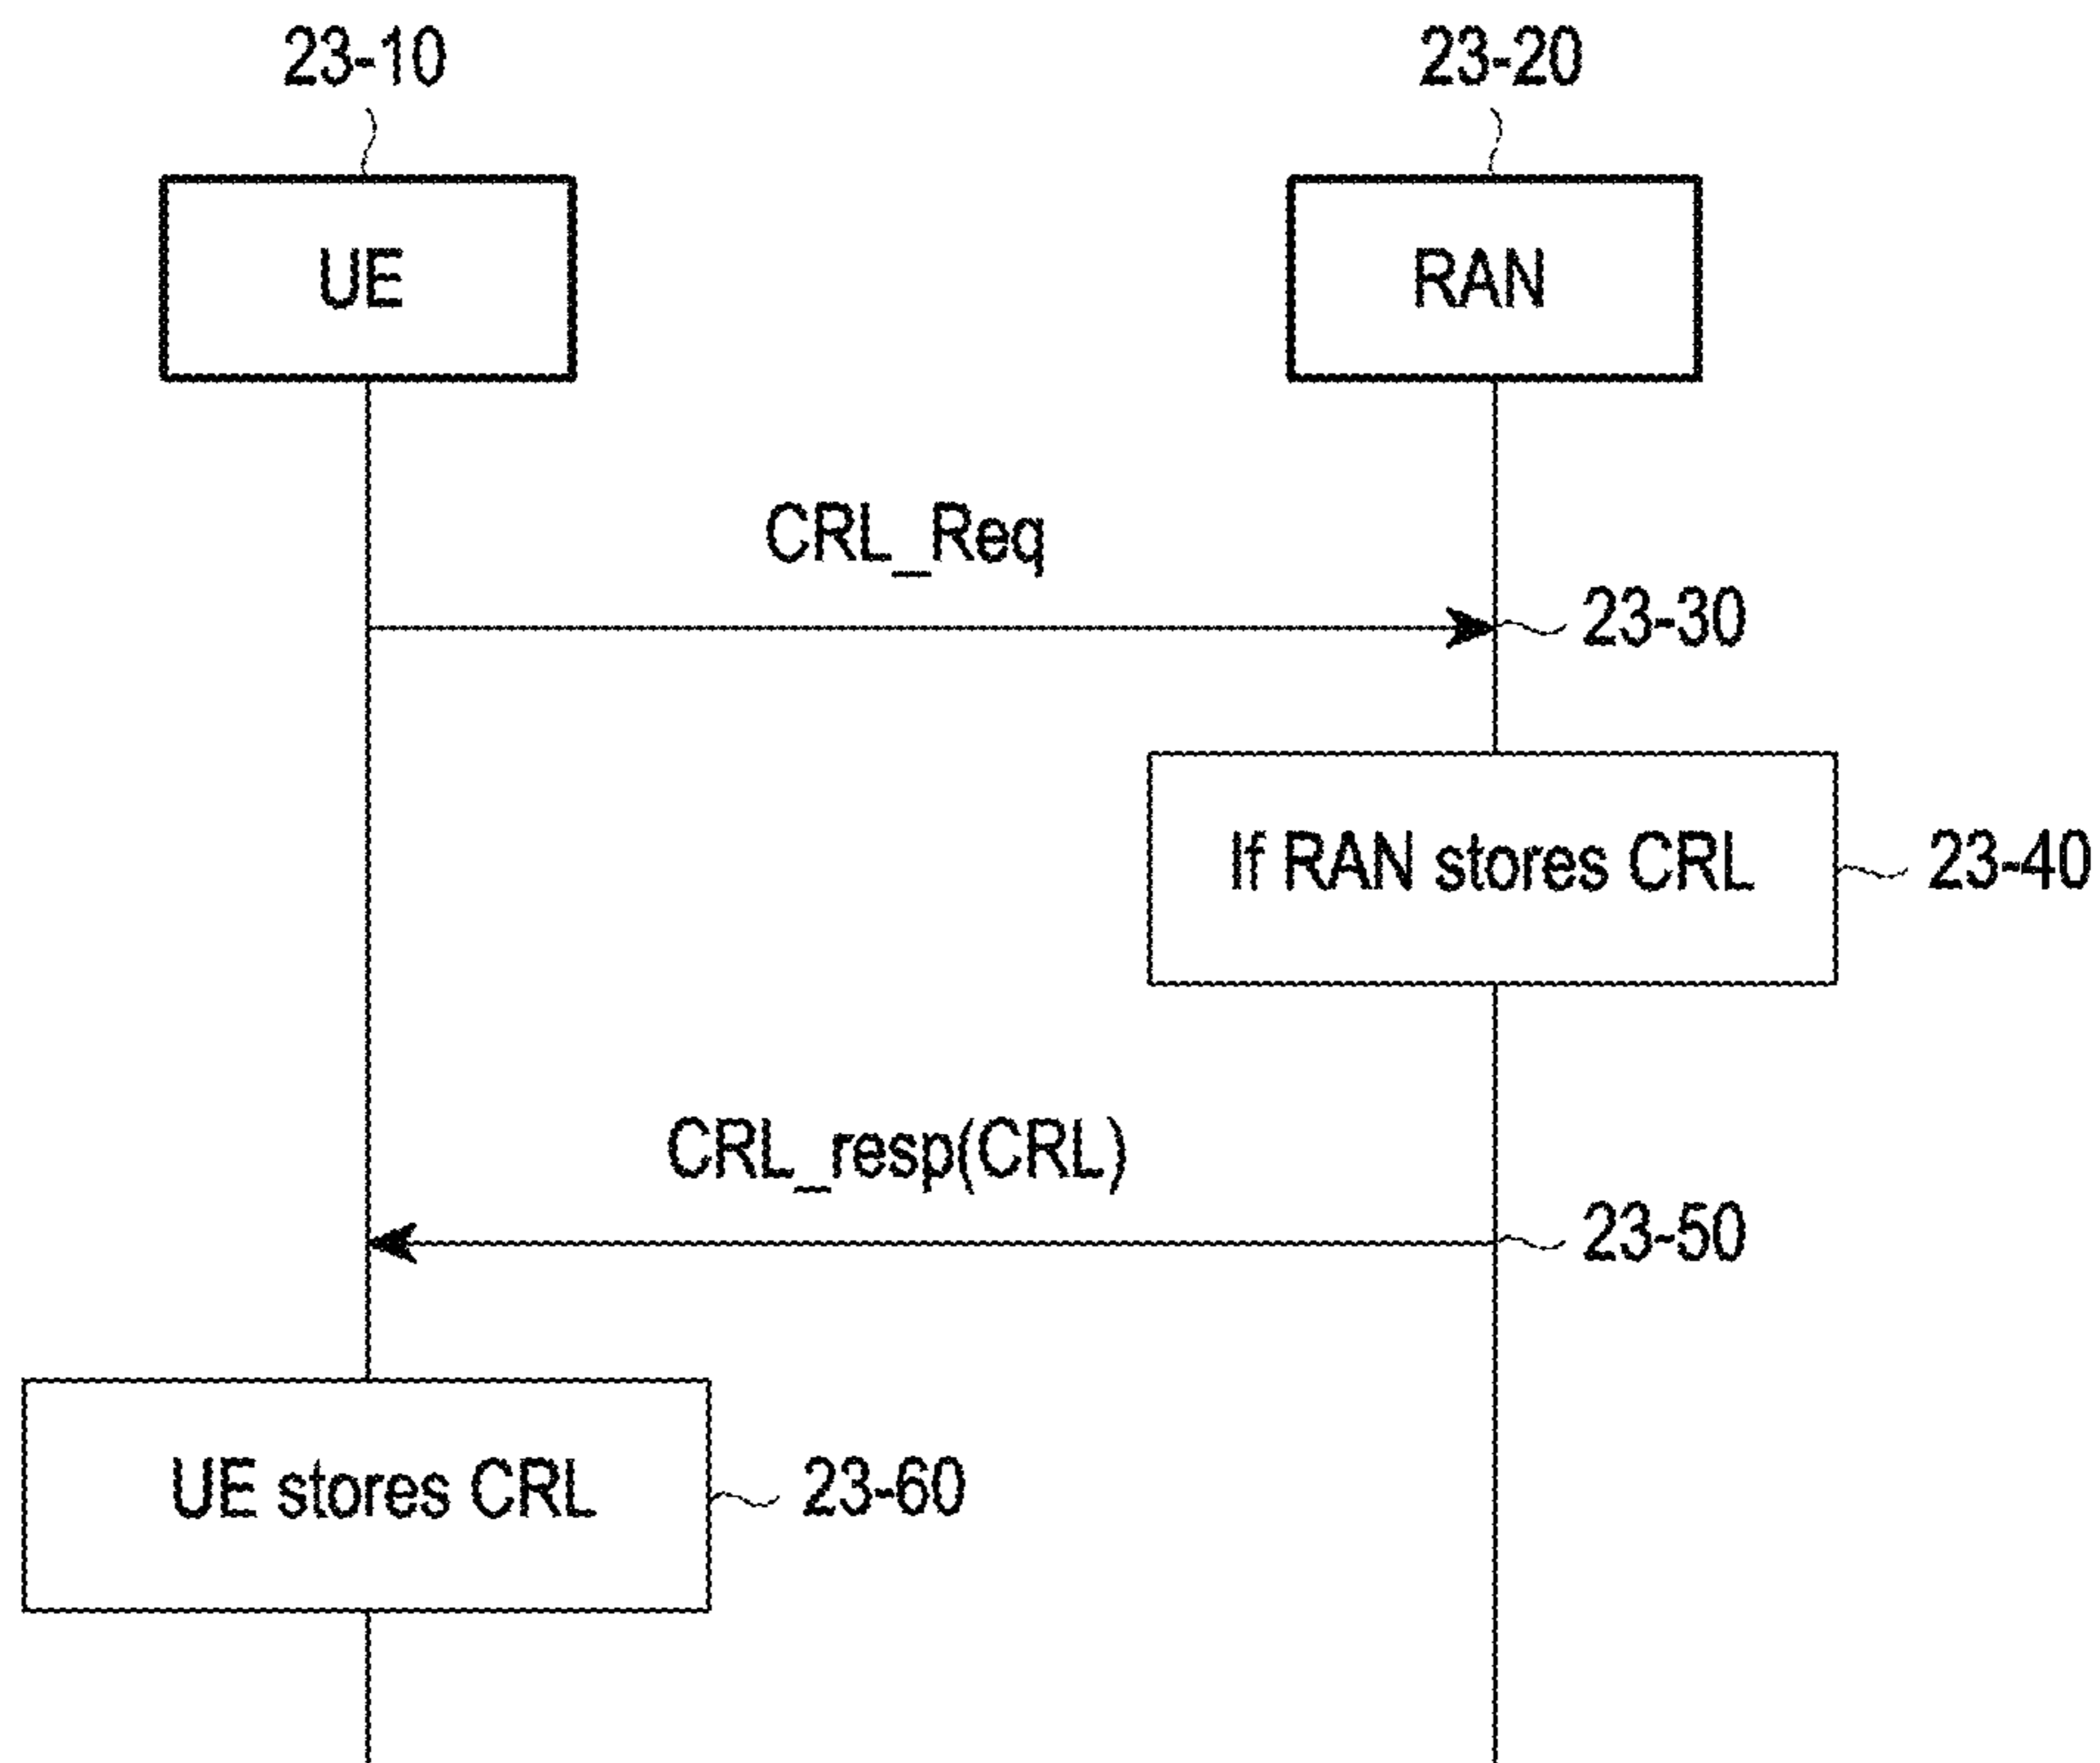 23-10
23-20
UE
RAN
CRL_Req
23-30
If RAN stores CRL
23-40
CRL_resp(CRL)
23-50
UE stores CRL
23-60